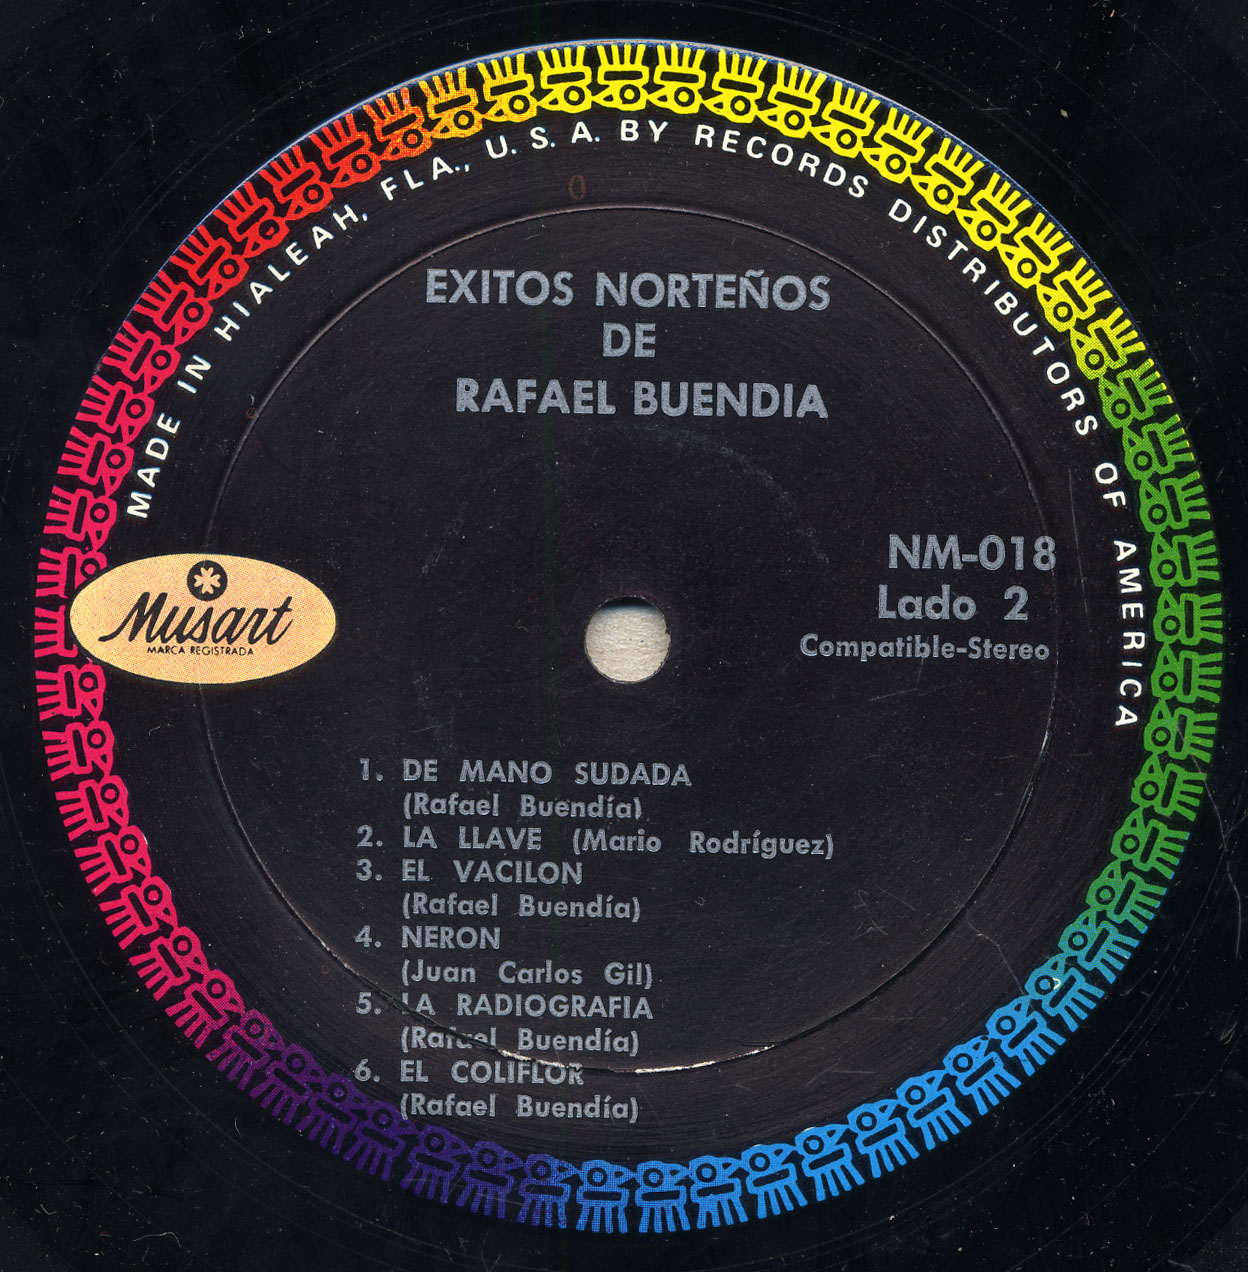 MADE IN HIALEAH, FLA., U.S.A. BY RECORDS DISTRIBUTORS OF AMERICA
EXITOS NORTEÑOS
DE
RAFAEL BUENDIA
NM-018
Lado 2
Compatible-Stereo
Musart
MARCA REGISTRADA
1. DE MANO SUDADA
(Rafael Buendía)
2. LA LLAVE (Mario Rodríguez)
3. EL VACILON
(Rafael Buendía)
4. NERON
(Juan Carlos Gil)
5. LA RADIOGRAFIA
(Rafael Buendía)
6. EL COLIFLOR
(Rafael Buendía)